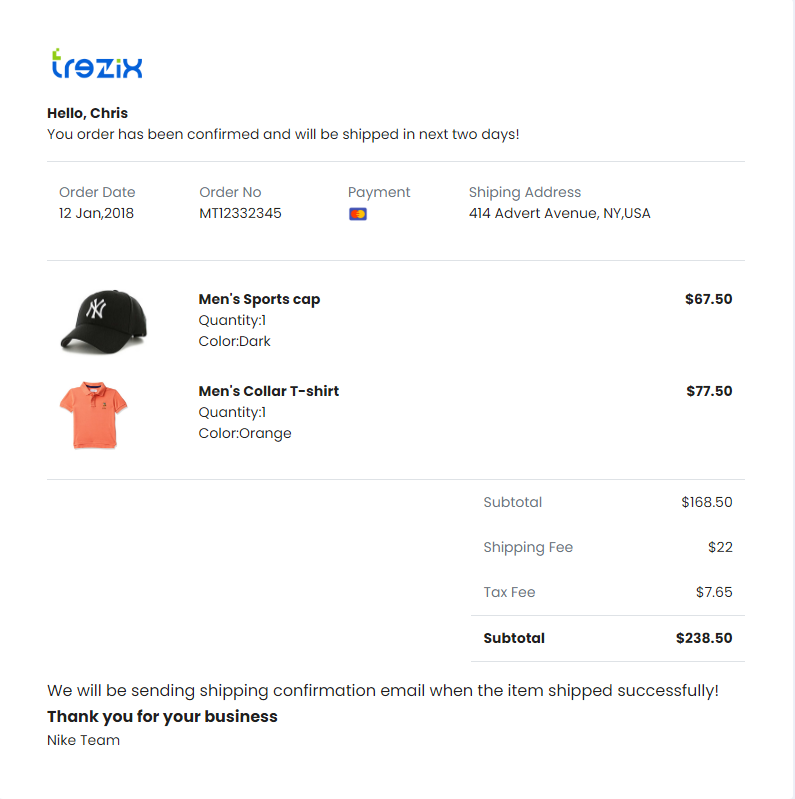 trezix
Hello, Chris
You order has been confirmed and will be shipped in next two days!
Order Date Order No Payment Shiping Address
12 Jan,2018 MT12332345 414 Advert Avenue, NY,USA
Men's Sports cap $67.50
Quantity:1
Color:Dark
Men's Collar T-shirt $77.50
Quantity:1
Color:Orange
Subtotal $168.50
Shipping Fee $22
Tax Fee $7.65
Subtotal $238.50
We will be sending shipping confirmation email when the item shipped successfully!
Thank you for your business
Nike Team